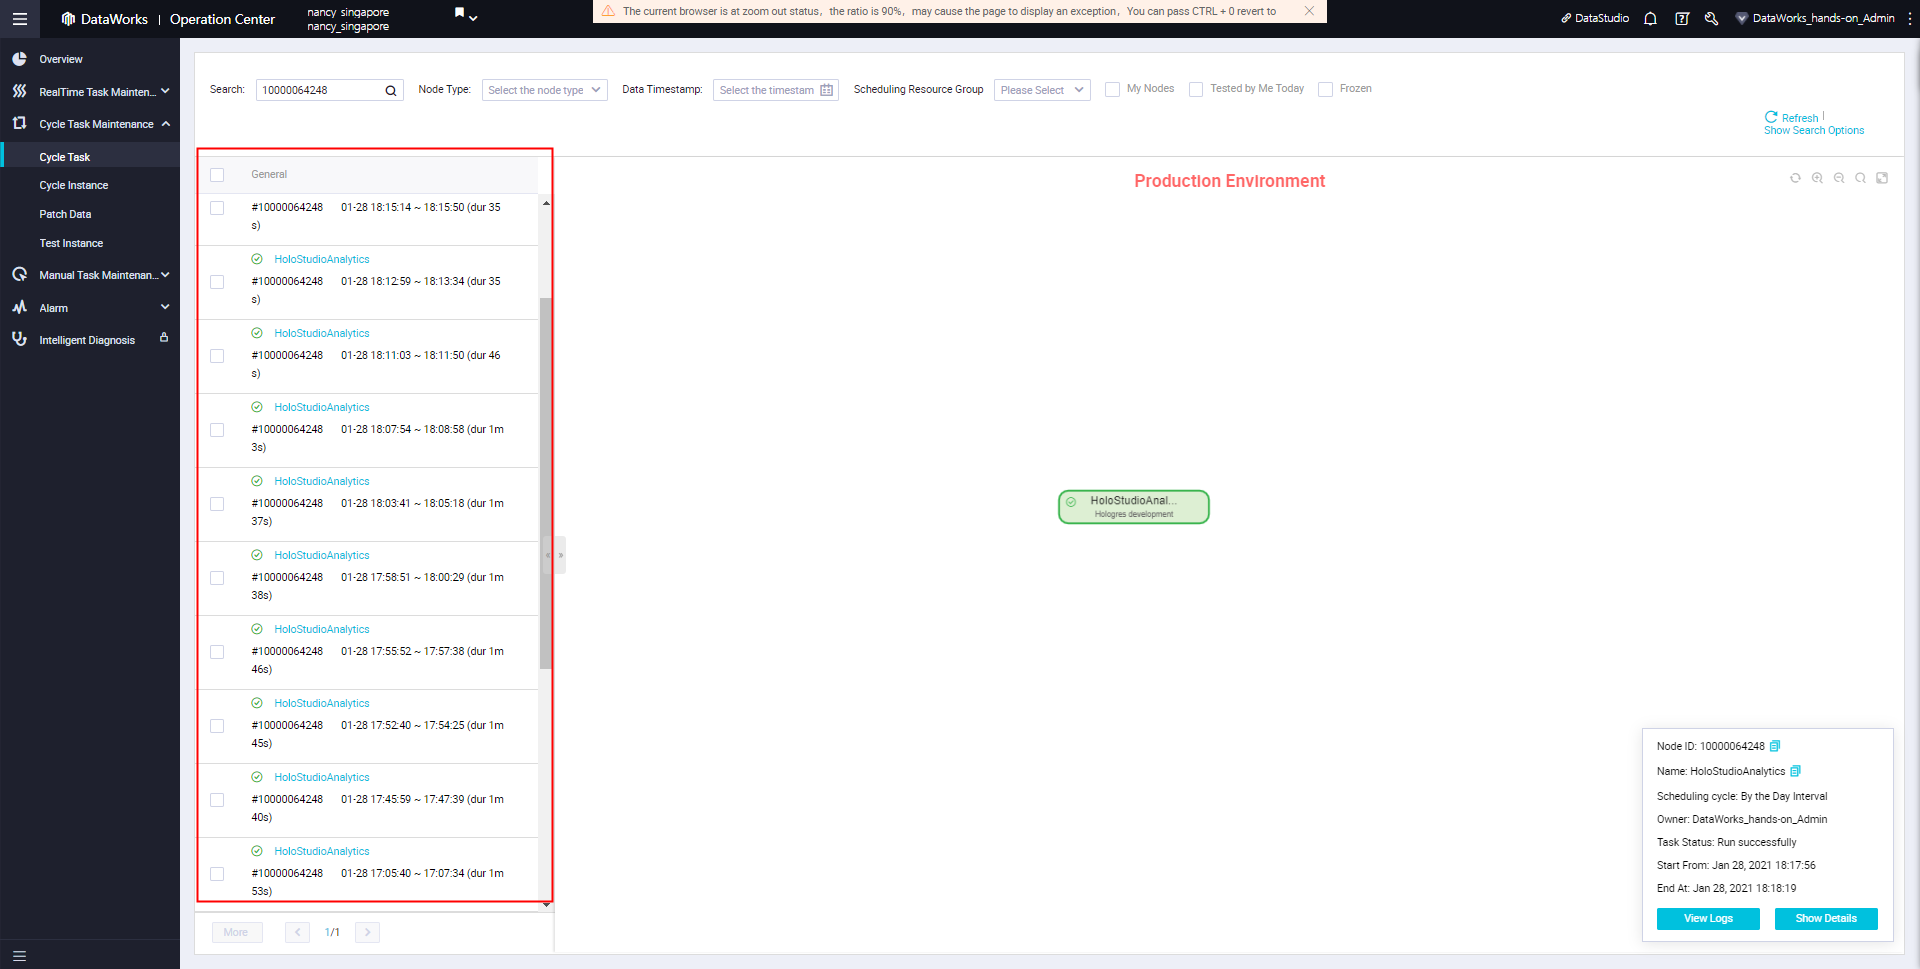 DataWorks | Operation Center
nancy_singapore
nancy_singapore
The current browser is at zoom out status, the ratio is 90%, may cause the page to display an exception, You can pass CTRL + 0 revert to
DataStudio
DataWorks_hands-on_Admin
Overview
RealTime Task Mainten...
Cycle Task Maintenance
Cycle Task
Cycle Instance
Patch Data
Test Instance
Manual Task Maintenan...
Alarm
Intelligent Diagnosis
Search: 10000064248 Node Type: Select the node type Data Timestamp: Select the timestam Scheduling Resource Group Please Select My Nodes Tested by Me Today Frozen
Refresh
Show Search Options
General
#10000064248 01-28 18:15:14 ~ 18:15:50 (dur 35
s)
HoloStudioAnalytics
#10000064248 01-28 18:12:59 ~ 18:13:34 (dur 35
s)
HoloStudioAnalytics
#10000064248 01-28 18:11:03 ~ 18:11:50 (dur 46
s)
HoloStudioAnalytics
#10000064248 01-28 18:07:54 ~ 18:08:58 (dur 1m
3s)
HoloStudioAnalytics
#10000064248 01-28 18:03:41 ~ 18:05:18 (dur 1m
37s)
HoloStudioAnalytics
#10000064248 01-28 17:58:51 ~ 18:00:29 (dur 1m
38s)
HoloStudioAnalytics
#10000064248 01-28 17:55:52 ~ 17:57:38 (dur 1m
46s)
HoloStudioAnalytics
#10000064248 01-28 17:52:40 ~ 17:54:25 (dur 1m
45s)
HoloStudioAnalytics
#10000064248 01-28 17:45:59 ~ 17:47:39 (dur 1m
40s)
HoloStudioAnalytics
#10000064248 01-28 17:05:40 ~ 17:07:34 (dur 1m
53s)
More < 1/1 >
Production Environment
HoloStudioAnal...
Hologres development
Node ID: 10000064248
Name: HoloStudioAnalytics
Scheduling cycle: By the Day Interval
Owner: DataWorks_hands-on_Admin
Task Status: Run successfully
Start From: Jan 28, 2021 18:17:56
End At: Jan 28, 2021 18:18:19
View Logs Show Details